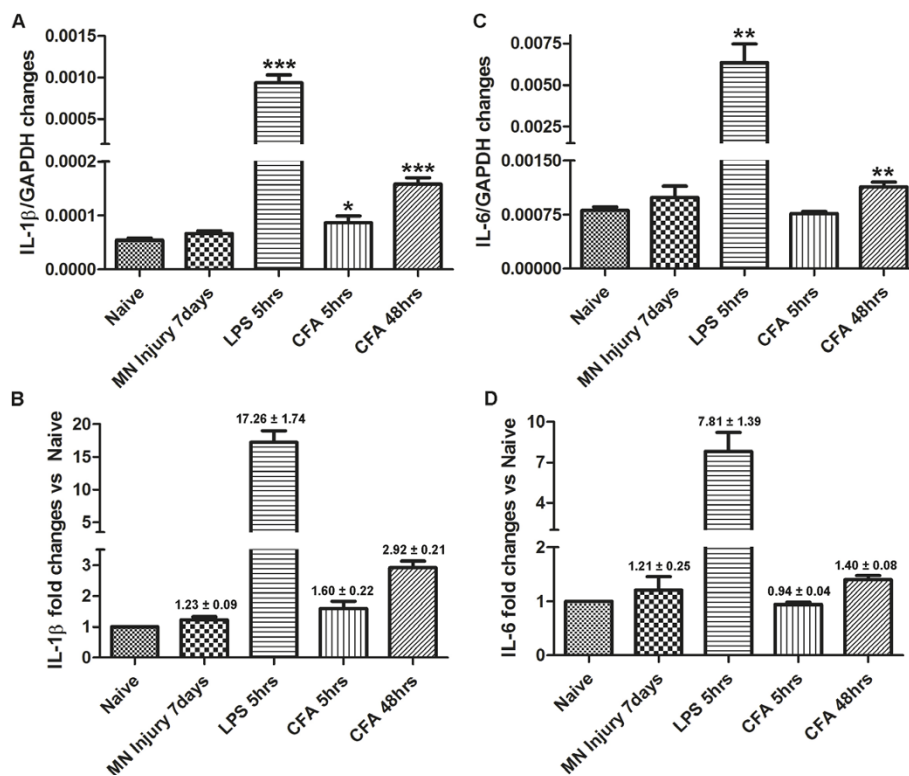 A
IL-1β/GAPDH changes
0.0015
0.0010
0.0005
0.0002
0.0001
0.0000
***
*
***
Naive
MN Injury 7days
LPS 5hrs
CFA 5hrs
CFA 48hrs
C
IL-6/GAPDH changes
0.0075
0.0050
0.0025
0.00150
0.00075
0.00000
**
**
Naive
MN Injury 7days
LPS 5hrs
CFA 5hrs
CFA 48hrs
B
IL-1β fold changes vs Naive
20
15
10
5
3
2
1
0
1.23 ± 0.09
17.26 ± 1.74
1.60 ± 0.22
2.92 ± 0.21
Naive
MN Injury 7days
LPS 5hrs
CFA 5hrs
CFA 48hrs
D
IL-6 fold changes vs Naive
10
7
4
2
1
0
1.21 ± 0.25
7.81 ± 1.39
0.94 ± 0.04
1.40 ± 0.08
Naive
MN Injury 7days
LPS 5hrs
CFA 5hrs
CFA 48hrs